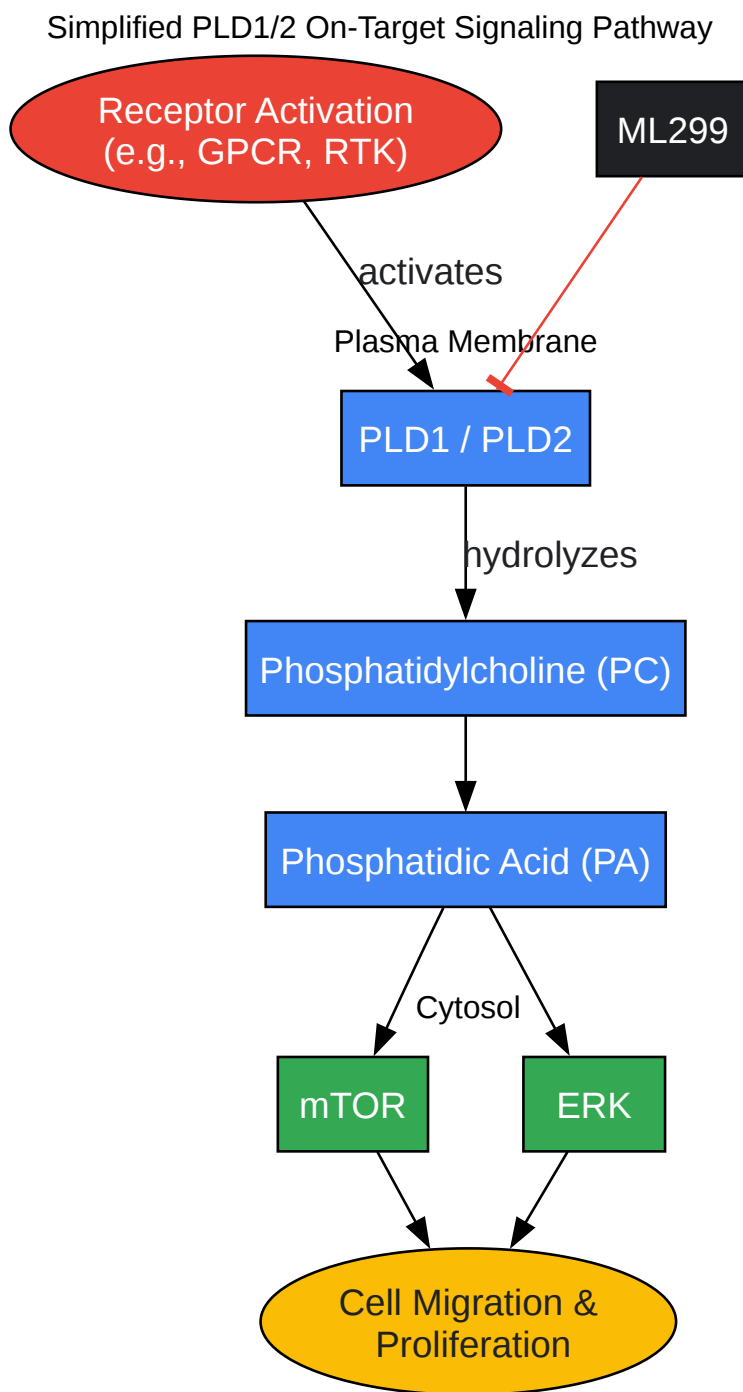 Simplified PLD1/2 On-Target Signaling Pathway
Receptor Activation
(e.g., GPCR, RTK)
ML299
activates
Plasma Membrane
PLD1 / PLD2
hydrolyzes
Phosphatidylcholine (PC)
Phosphatidic Acid (PA)
Cytosol
mTOR
ERK
Cell Migration &
Proliferation